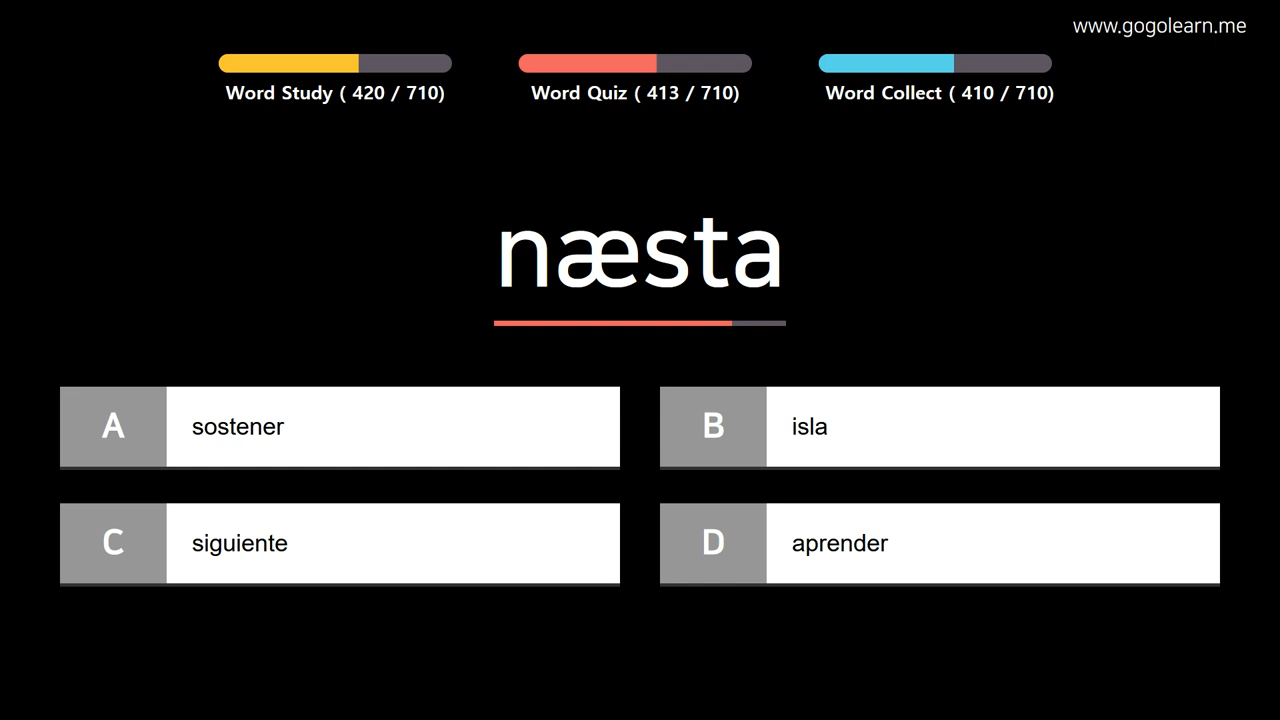 www.gogolearn.me
Word Study ( 420 / 710)
Word Quiz ( 413 / 710)
Word Collect ( 410 / 710)
næsta
A sostener
B isla
C siguiente
D aprender